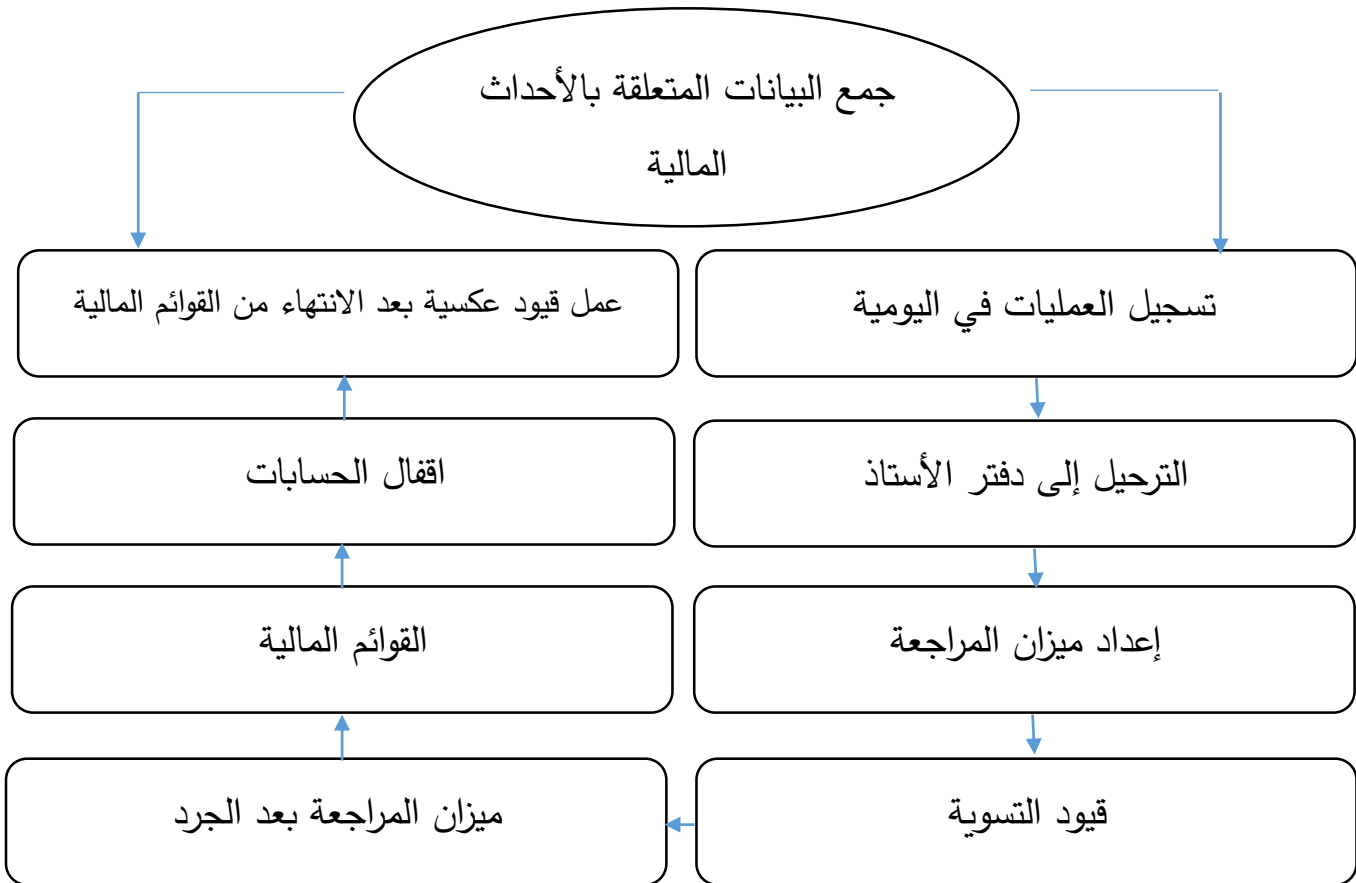 جمع البيانات المتعلقة بالأحداث
المالية
تسجيل العمليات في اليومية
عمل قيود عكسية بعد الانتهاء من القوائم المالية
الترحيل إلى دفتر الأستاذ
اقفال الحسابات
إعداد ميزان المراجعة
القوائم المالية
قيود التسوية
ميزان المراجعة بعد الجرد